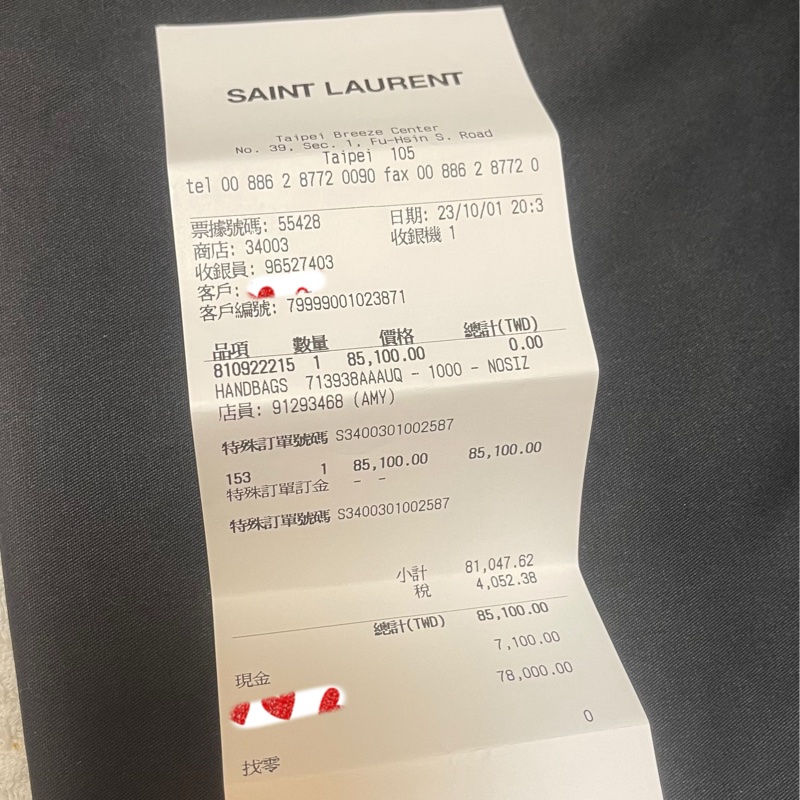 SAINT LAURENT
Taipei Breeze Center
No. 39, Sec. 1, Fu-Hsin S. Road
Taipei 105
tel 00 886 2 8772 0090 fax 00 886 2 8772 0
票據號碼: 55428 日期: 23/10/01 20:3
商店: 34003 收銀機 1
收銀員: 96527403
客戶:
客戶編號: 79999001023871
品項 數量 價格 總計(TWD)
810922215 1 85,100.00 0.00
HANDBAGS 713938AAAUQ - 1000 - NOSIZ
店員: 91293468 (AMY)
特殊訂單號碼 S3400301002587
153 1 85,100.00 85,100.00
特殊訂單訂金 - -
特殊訂單號碼 S3400301002587
小計 81,047.62
稅 4,052.38
總計(TWD) 85,100.00
現金 7,100.00
78,000.00
找零 0